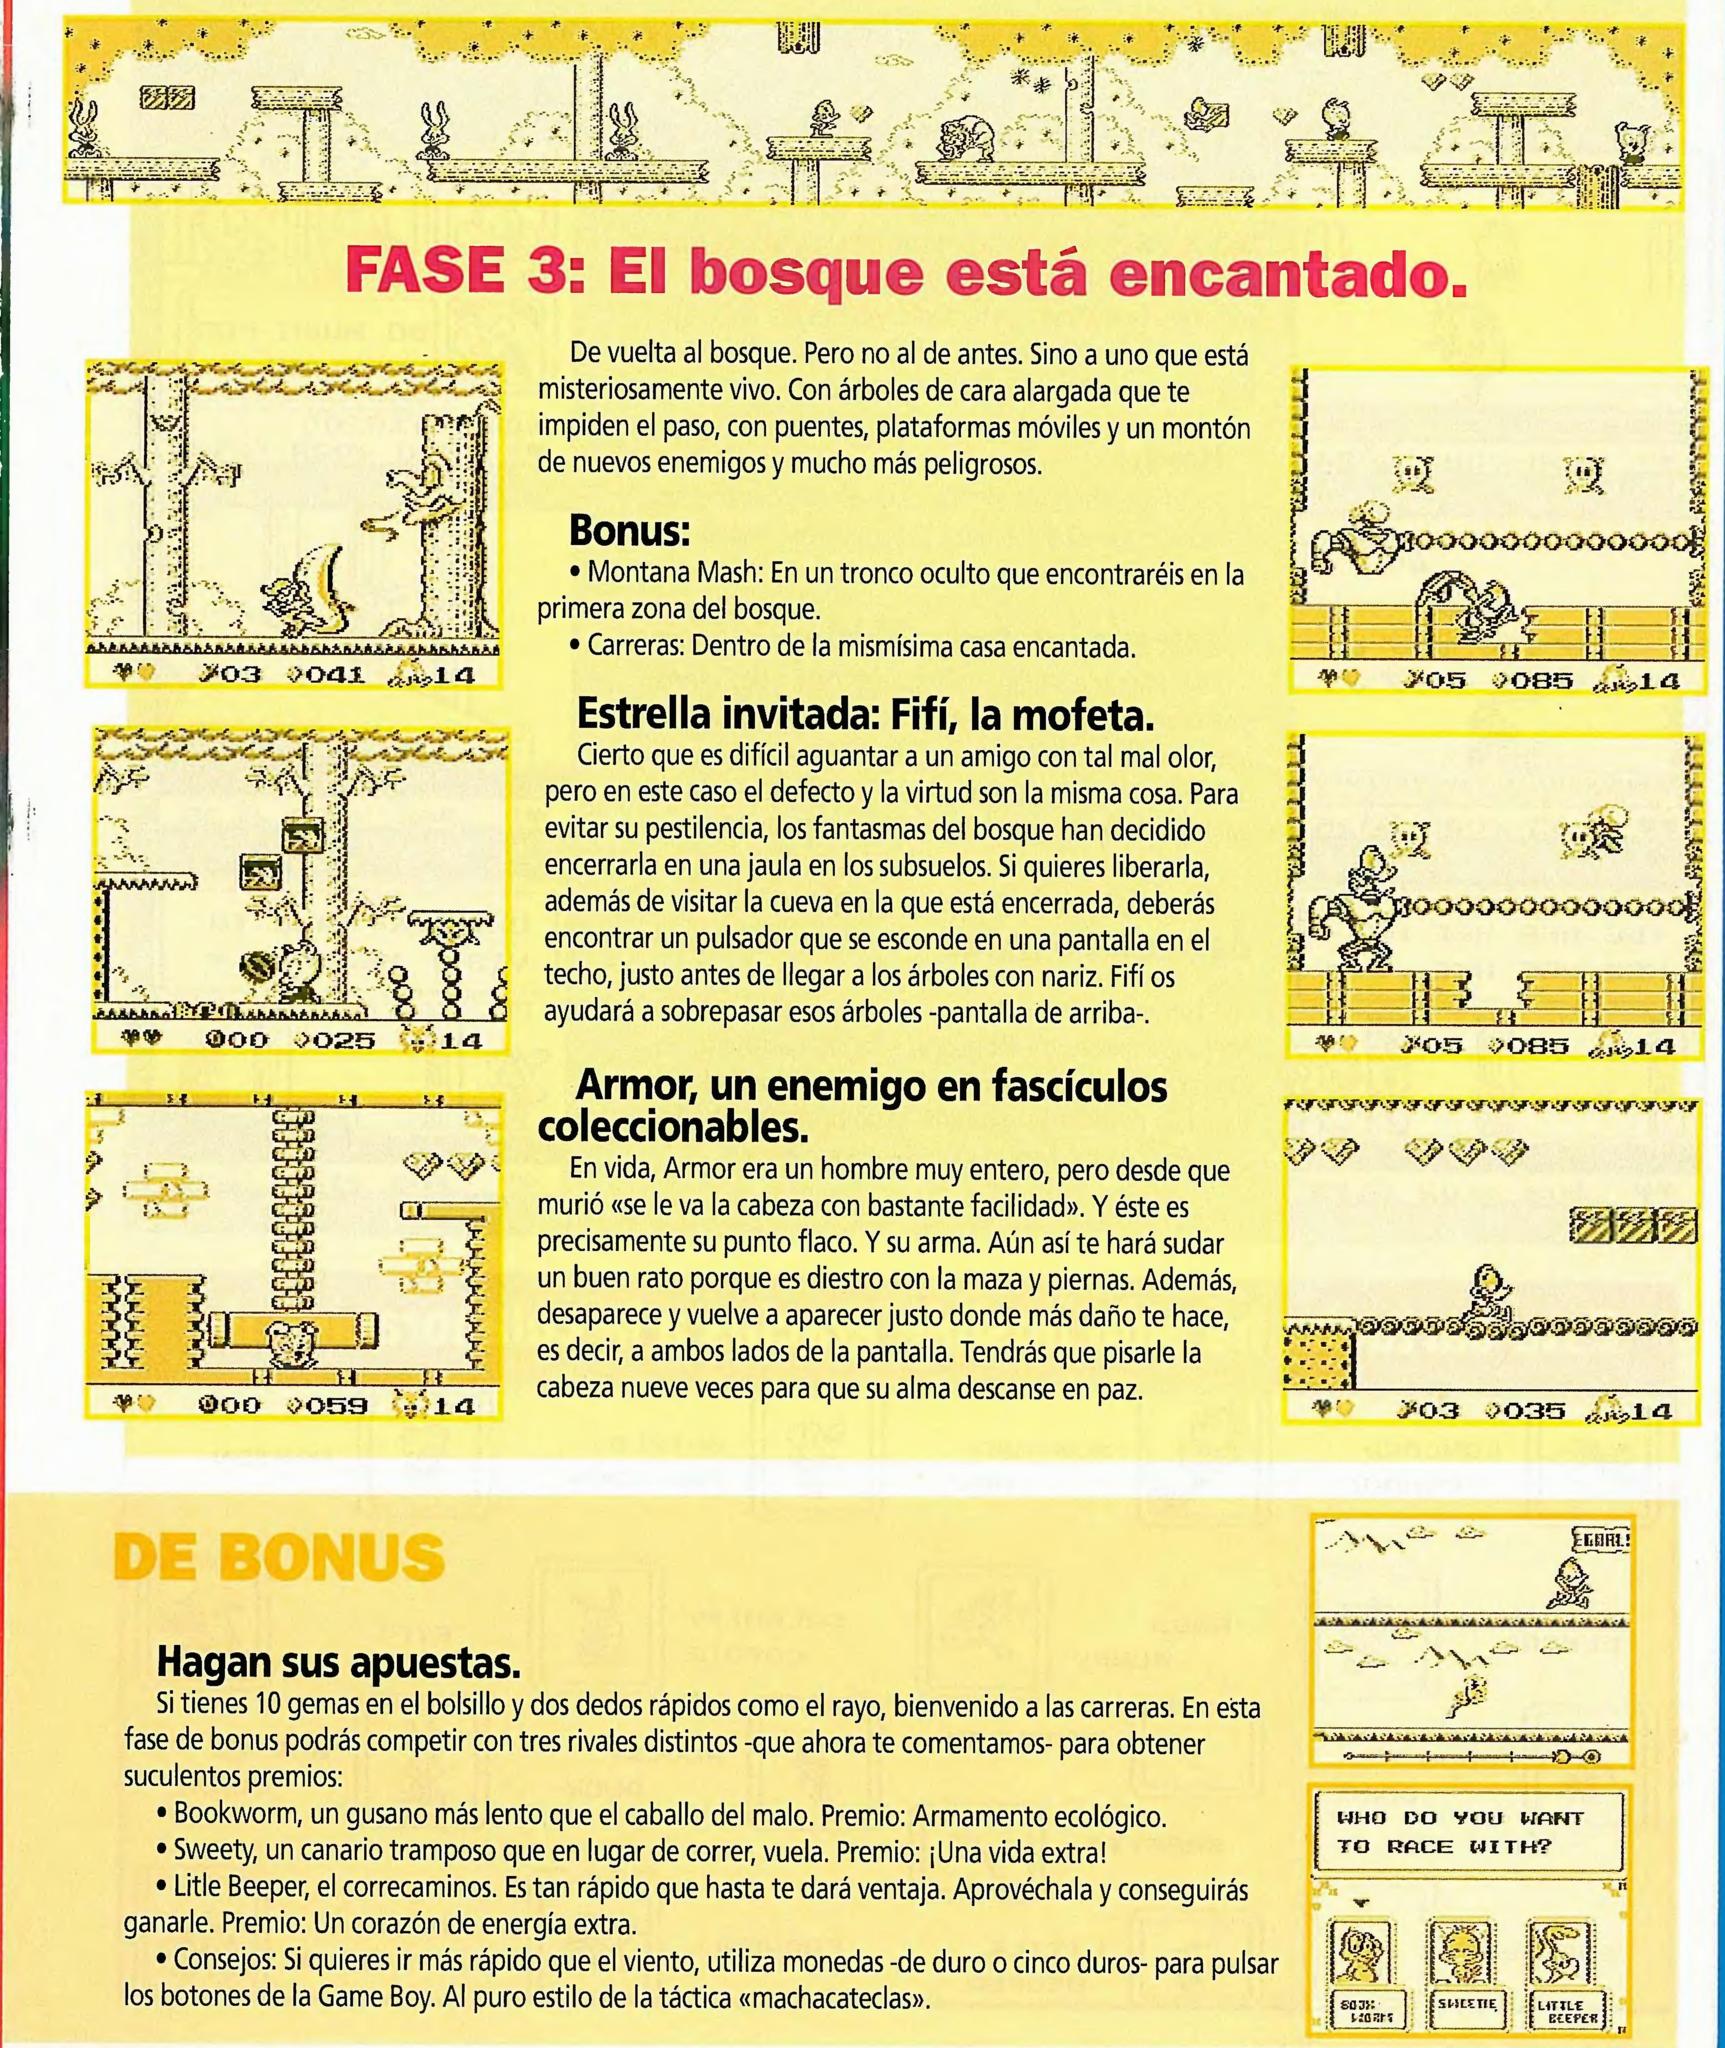 FASE 3: El bosque está encantado.
De vuelta al bosque. Pero no al de antes. Sino a uno que está
misteriosamente vivo. Con árboles de cara alargada que te
impiden el paso, con puentes, plataformas móviles y un montón
de nuevos enemigos y mucho más peligrosos.
Bonus:
• Montana Mash: En un tronco oculto que encontraréis en la
primera zona del bosque.
• Carreras: Dentro de la mismísima casa encantada.
Estrella invitada: Fifí, la mofeta.
Cierto que es difícil aguantar a un amigo con tal mal olor,
pero en este caso el defecto y la virtud son la misma cosa. Para
evitar su pestilencia, los fantasmas del bosque han decidido
encerrarla en una jaula en los subsuelos. Si quieres liberarla,
además de visitar la cueva en la que está encerrada, deberás
encontrar un pulsador que se esconde en una pantalla en el
techo, justo antes de llegar a los árboles con nariz. Fifí os
ayudará a sobrepasar esos árboles -pantalla de arriba-.
Armor, un enemigo en fascículos
coleccionables.
En vida, Armor era un hombre muy entero, pero desde que
murió «se le va la cabeza con bastante facilidad». Y éste es
precisamente su punto flaco. Y su arma. Aún así te hará sudar
un buen rato porque es diestro con la maza y piernas. Además,
desaparece y vuelve a aparecer justo donde más daño te hace,
es decir, a ambos lados de la pantalla. Tendrás que pisarle la
cabeza nueve veces para que su alma descanse en paz.
03 041 14
00 025 14
00 059 14
05 085 14
05 085 14
03 035 14
DE BONUS
Hagan sus apuestas.
Si tienes 10 gemas en el bolsillo y dos dedos rápidos como el rayo, bienvenido a las carreras. En esta
fase de bonus podrás competir con tres rivales distintos -que ahora te comentamos- para obtener
suculentos premios:
• Bookworm, un gusano más lento que el caballo del malo. Premio: Armamento ecológico.
• Sweety, un canario tramposo que en lugar de correr, vuela. Premio: ¡Una vida extra!
• Litle Beeper, el correcaminos. Es tan rápido que hasta te dará ventaja. Aprovéchala y conseguirás
ganarle. Premio: Un corazón de energía extra.
• Consejos: Si quieres ir más rápido que el viento, utiliza monedas -de duro o cinco duros- para pulsar
los botones de la Game Boy. Al puro estilo de la táctica «machacateclas».
GOAL!
WHO DO YOU WANT
TO RACE WITH?
BOOK
WORM
SWEETIE
LITTLE
BEEPER